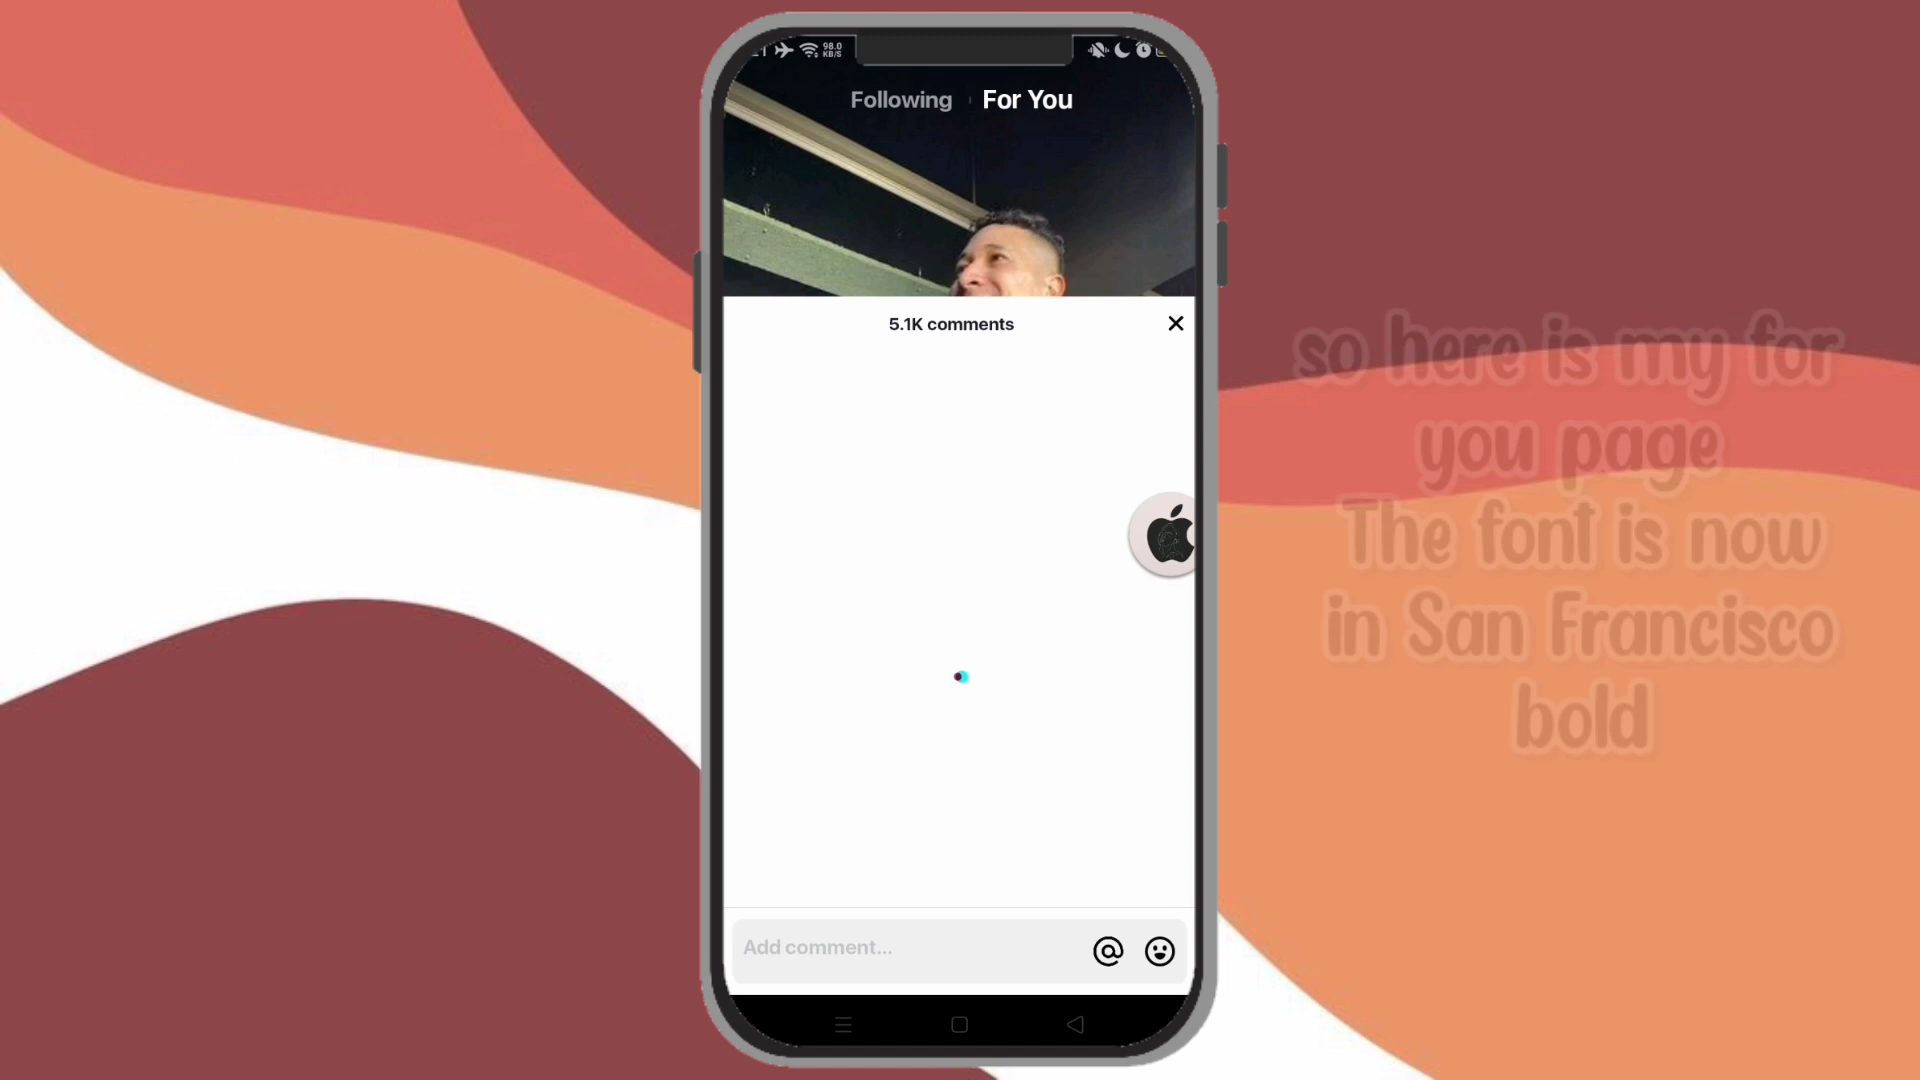 98.0
KB/S
Following
For You
5.1K comments
Add comment...
so here is my for
you page
The font is now
in San Francisco
bold